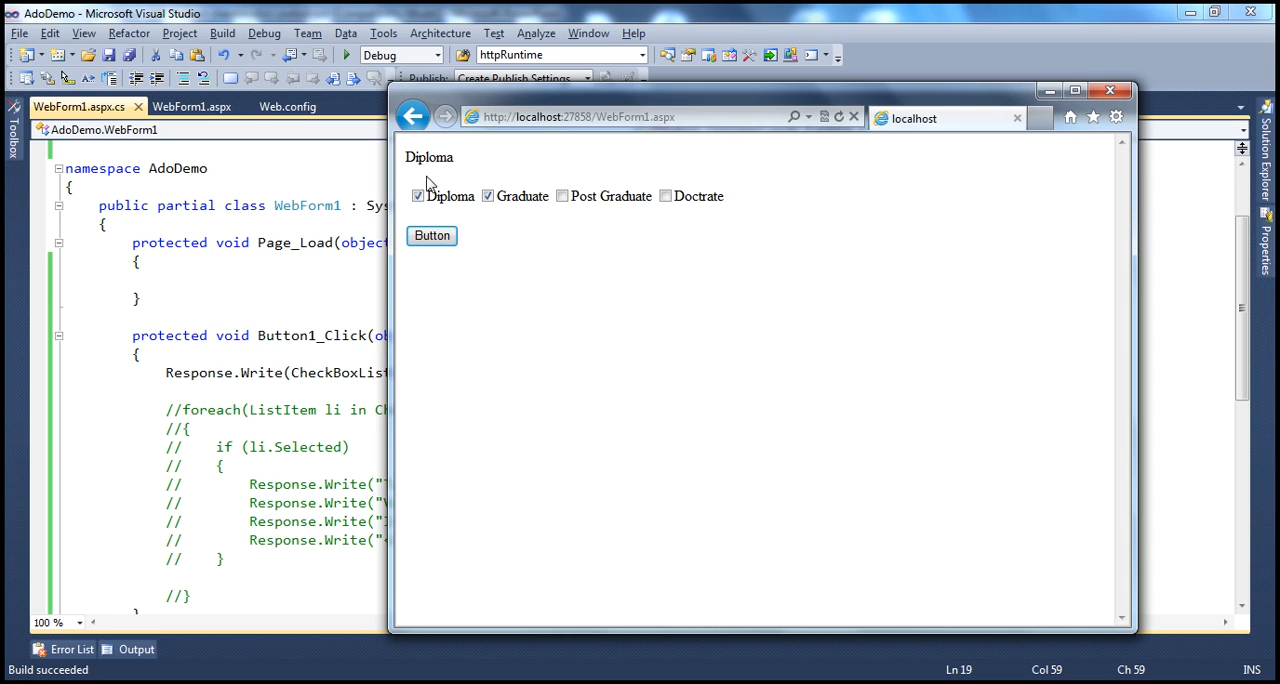 AdoDemo - Microsoft Visual Studio
File Edit View Refactor Project Build Debug Team Data Tools Architecture Test Analyze Window Help
Debug httpRuntime
Publish: Create Publish Settings
WebForm1.aspx.cs WebForm1.aspx Web.config
http://localhost:27858/WebForm1.aspx localhost
Toolbox
Solution Explorer
Properties
AdoDemo.WebForm1
Diploma
Diploma Graduate Post Graduate Doctrate
Button
namespace AdoDemo
{
public partial class WebForm1 : Sys
{
protected void Page_Load(object
{
}
protected void Button1_Click(ob
{
Response.Write(CheckBoxList
//foreach(ListItem li in Ch
//{
// if (li.Selected)
// {
// Response.Write("T
// Response.Write("V
// Response.Write("I
// Response.Write("<
// }
//}
100 %
Error List Output
Build succeeded Ln 19 Col 59 Ch 59 INS